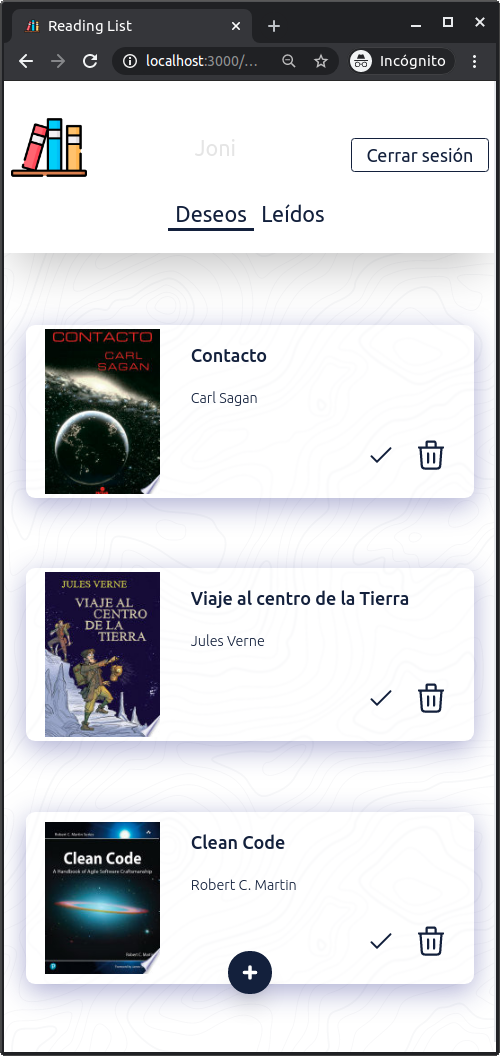 Reading List
localhost:3000/...
Incógnito
Joni
Cerrar sesión
Deseos Leídos
CONTACTO
CARL
SAGAN
Contacto
Carl Sagan
JULES VERNE
VIAJE AL
CENTRO
DE LA
TIERRA
Viaje al centro de la Tierra
Jules Verne
Robert C. Martin Series
Clean Code
A Handbook of Agile Software Craftsmanship
Robert C. Mart
Clean Code
Robert C. Martin